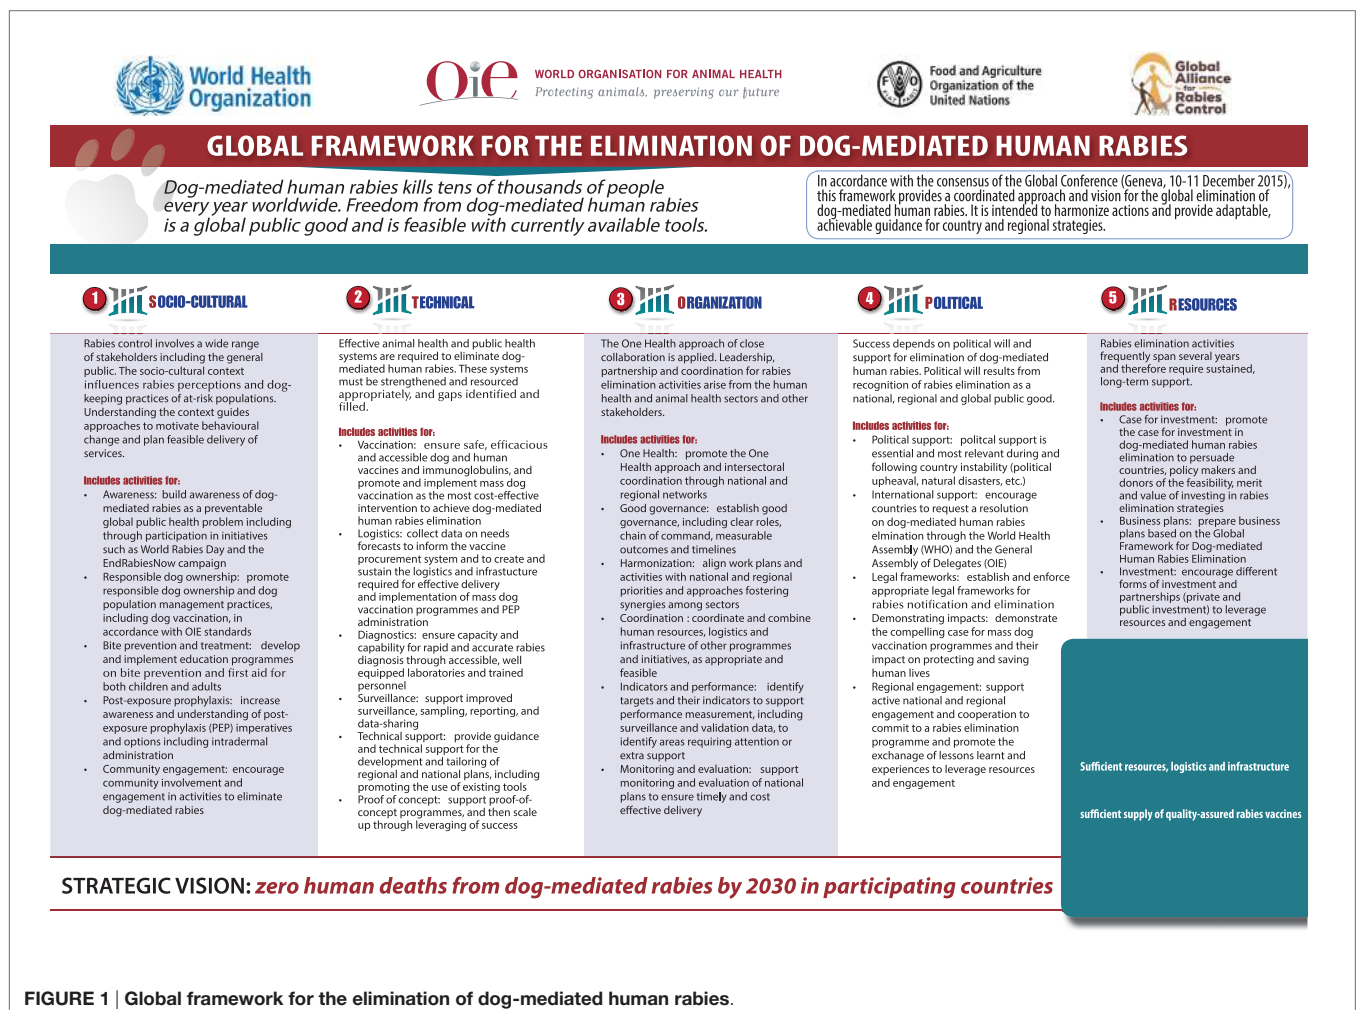 World Health
Organization
OiE
WORLD ORGANISATION FOR ANIMAL HEALTH
Protecting animals, preserving our future
F A O
FIAT PANIS
Food and Agriculture
Organization of the
United Nations
Global
Alliance
for
Rabies
Control
GLOBAL FRAMEWORK FOR THE ELIMINATION OF DOG-MEDIATED HUMAN RABIES
Dog-mediated human rabies kills tens of thousands of people
every year worldwide. Freedom from dog-mediated human rabies
is a global public good and is feasible with currently available tools.
In accordance with the consensus of the Global Conference (Geneva, 10-11 December 2015),
this framework provides a coordinated approach and vision for the global elimination of
dog-mediated human rabies. It is intended to harmonize actions and provide adaptable,
achievable guidance for country and regional strategies.
1 SOCIO-CULTURAL
Rabies control involves a wide range
of stakeholders including the general
public. The socio-cultural context
influences rabies perceptions and dog-
keeping practices of at-risk populations.
Understanding the context guides
approaches to motivate behavioural
change and plan feasible delivery of
services.
Includes activities for:
• Awareness: build awareness of dog-
mediated rabies as a preventable
global public health problem including
through participation in initiatives
such as World Rabies Day and the
EndRabiesNow campaign
• Responsible dog ownership: promote
responsible dog ownership and dog
population management practices,
including dog vaccination, in
accordance with OIE standards
• Bite prevention and treatment: develop
and implement education programmes
on bite prevention and first aid for
both children and adults
• Post-exposure prophylaxis: increase
awareness and understanding of post-
exposure prophylaxis (PEP) imperatives
and options including intradermal
administration
• Community engagement: encourage
community involvement and
engagement in activities to eliminate
dog-mediated rabies
2 TECHNICAL
Effective animal health and public health
systems are required to eliminate dog-
mediated human rabies. These systems
must be strengthened and resourced
appropriately, and gaps identified and
filled.
Includes activities for:
• Vaccination: ensure safe, efficacious
and accessible dog and human
vaccines and immunoglobulins, and
promote and implement mass dog
vaccination as the most cost-effective
intervention to achieve dog-mediated
human rabies elimination
• Logistics: collect data on needs
forecasts to inform the vaccine
procurement system and to create and
sustain the logistics and infrastucture
required for effective delivery
and implementation of mass dog
vaccination programmes and PEP
administration
• Diagnostics: ensure capacity and
capability for rapid and accurate rabies
diagnosis through accessible, well
equipped laboratories and trained
personnel
• Surveillance: support improved
surveillance, sampling, reporting, and
data-sharing
• Technical support: provide guidance
and technical support for the
development and tailoring of
regional and national plans, including
promoting the use of existing tools
• Proof of concept: support proof-of-
concept programmes, and then scale
up through leveraging of success
3 ORGANIZATION
The One Health approach of close
collaboration is applied. Leadership,
partnership and coordination for rabies
elimination activities arise from the human
health and animal health sectors and other
stakeholders.
Includes activities for:
• One Health: promote the One
Health approach and intersectoral
coordination through national and
regional networks
• Good governance: establish good
governance, including clear roles,
chain of command, measurable
outcomes and timelines
• Harmonization: align work plans and
activities with national and regional
priorities and approaches fostering
synergies among sectors
• Coordination : coordinate and combine
human resources, logistics and
infrastructure of other programmes
and initiatives, as appropriate and
feasible
• Indicators and performance: identify
targets and their indicators to support
performance measurement, including
surveillance and validation data, to
identify areas requiring attention or
extra support
• Monitoring and evaluation: support
monitoring and evaluation of national
plans to ensure timely and cost
effective delivery
4 POLITICAL
Success depends on political will and
support for elimination of dog-mediated
human rabies. Political will results from
recognition of rabies elimination as a
national, regional and global public good.
Includes activities for:
• Political support: politcal support is
essential and most relevant during and
following country instability (political
upheaval, natural disasters, etc.)
• International support: encourage
countries to request a resolution
on dog-mediated human rabies
elmination through the World Health
Assembly (WHO) and the General
Assembly of Delegates (OIE)
• Legal frameworks: establish and enforce
appropriate legal frameworks for
rabies notification and elimination
• Demonstrating impacts: demonstrate
the compelling case for mass dog
vaccination programmes and their
impact on protecting and saving
human lives
• Regional engagement: support
active national and regional
engagement and cooperation to
commit to a rabies elimination
programme and promote the
exchanage of lessons learnt and
experiences to leverage resources
and engagement
5 RESOURCES
Rabies elimination activities
frequently span several years
and therefore require sustained,
long-term support.
Includes activities for:
• Case for investment: promote
the case for investment in
dog-mediated human rabies
elimination to persuade
countries, policy makers and
donors of the feasibility, merit
and value of investing in rabies
elimination strategies
• Business plans: prepare business
plans based on the Global
Framework for Dog-mediated
Human Rabies Elimination
• Investment: encourage different
forms of investment and
partnerships (private and
public investment) to leverage
resources and engagement
Sufficient resources, logistics and infrastructure
sufficient supply of quality-assured rabies vaccines
STRATEGIC VISION: zero human deaths from dog-mediated rabies by 2030 in participating countries
FIGURE 1 | Global framework for the elimination of dog-mediated human rabies.